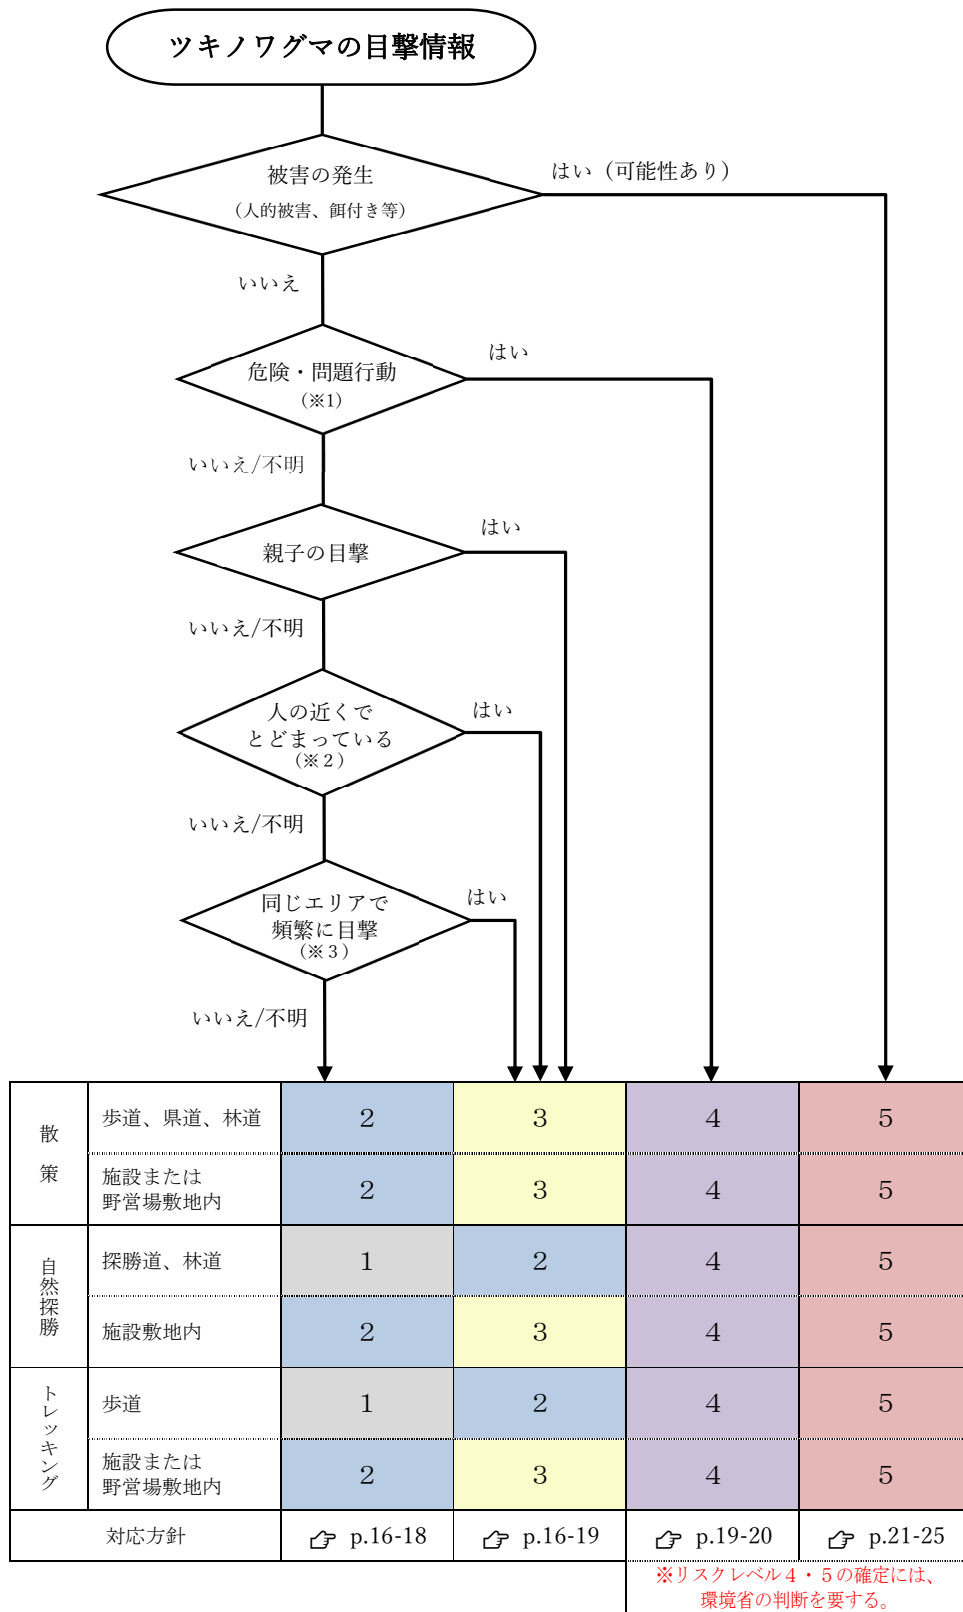 ツキノワグマの目撃情報
被害の発生
（人的被害、餌付き等）
はい（可能性あり）
いいえ
危険・問題行動
（※1）
はい
いいえ/不明
親子の目撃
はい
いいえ/不明
人の近くで
とどまっている
（※２）
はい
いいえ/不明
同じエリアで
頻繁に目撃
（※３）
はい
いいえ/不明
散策
歩道、県道、林道
2
3
4
5
施設または
野営場敷地内
2
3
4
5
自然探勝
探勝道、林道
1
2
4
5
施設敷地内
2
3
4
5
トレッキング
歩道
1
2
4
5
施設または
野営場敷地内
2
3
4
5
対応方針
☞ p.16-18
☞ p.16-19
☞ p.19-20
☞ p.21-25
※リスクレベル４・５の確定には、
環境省の判断を要する。